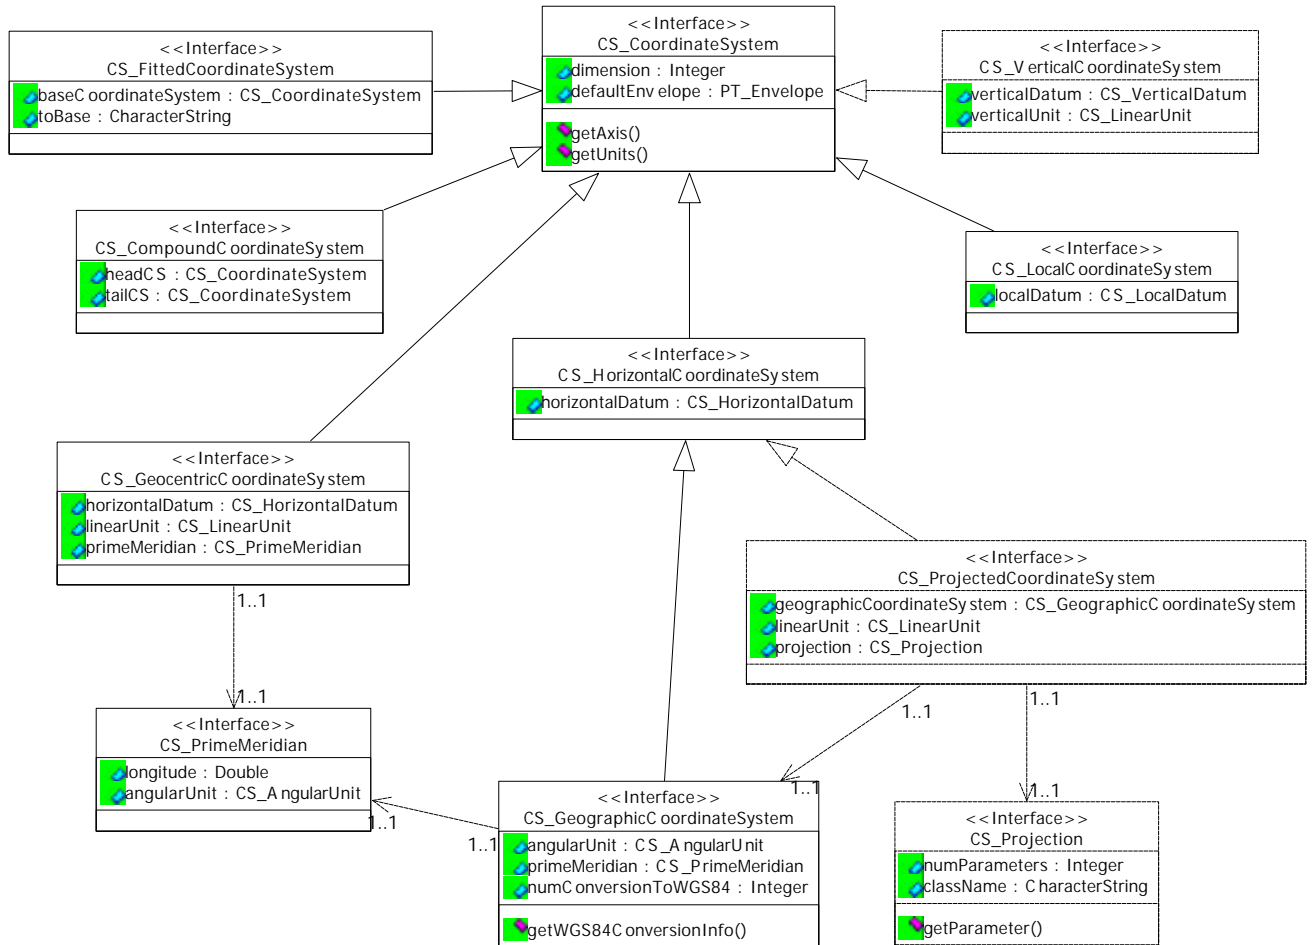 <<Interface>>
CS_FittedCoordinateSystem
baseCoordinateSystem : CS_CoordinateSystem
toBase : CharacterString
<<Interface>>
CS_CoordinateSystem
dimension : Integer
defaultEnvelope : PT_Envelope
getAxis()
getUnits()
<<Interface>>
CS_VerticalCoordinateSystem
verticalDatum : CS_VerticalDatum
verticalUnit : CS_LinearUnit
<<Interface>>
CS_CompoundCoordinateSystem
headCS : CS_CoordinateSystem
tailCS : CS_CoordinateSystem
<<Interface>>
CS_LocalCoordinateSystem
localDatum : CS_LocalDatum
<<Interface>>
CS_HorizontalCoordinateSystem
horizontalDatum : CS_HorizontalDatum
<<Interface>>
CS_GeocentricCoordinateSystem
horizontalDatum : CS_HorizontalDatum
linearUnit : CS_LinearUnit
primeMeridian : CS_PrimeMeridian
<<Interface>>
CS_ProjectedCoordinateSystem
geographicCoordinateSystem : CS_GeographicCoordinateSystem
linearUnit : CS_LinearUnit
projection : CS_Projection
1..1
1..1
1..1
1..1
<<Interface>>
CS_PrimeMeridian
longitude : Double
angularUnit : CS_AngularUnit
1..1
1..1
<<Interface>>
CS_GeographicCoordinateSystem
angularUnit : CS_AngularUnit
primeMeridian : CS_PrimeMeridian
numConversionToWGS84 : Integer
getWGS84ConversionInfo()
1..1
1..1
<<Interface>>
CS_Projection
numParameters : Integer
className : CharacterString
getParameter()